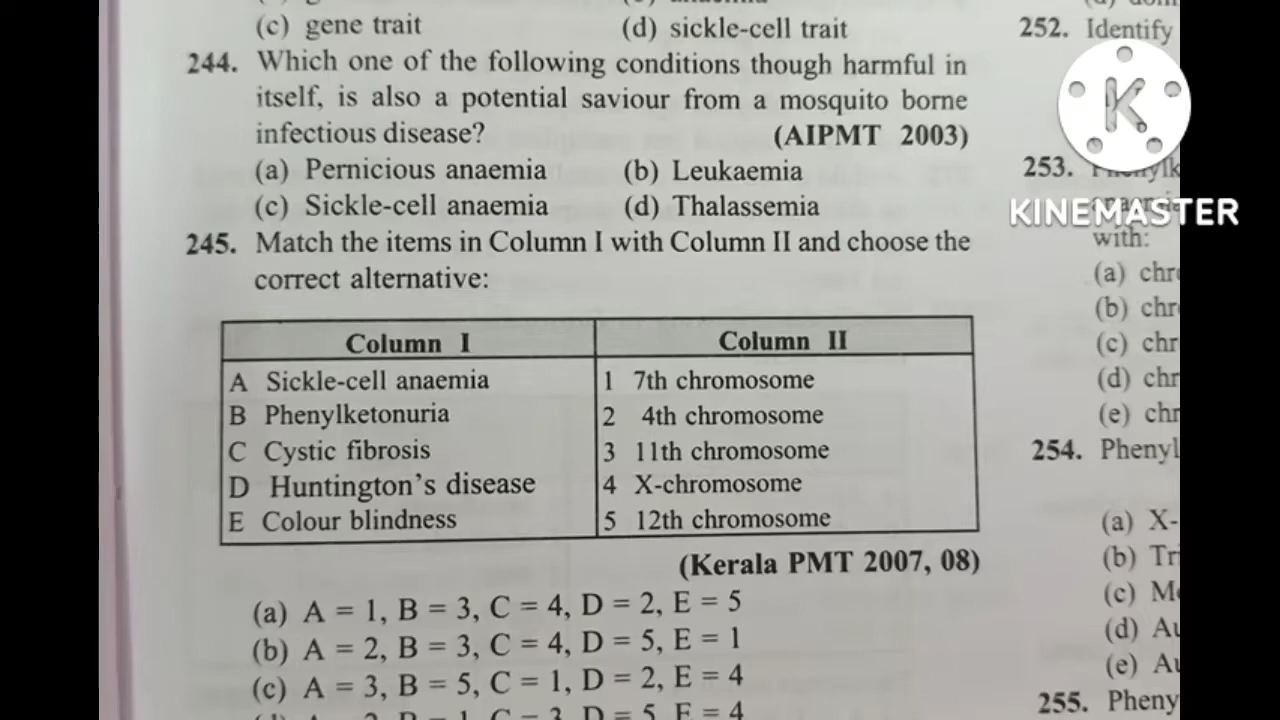 (c) gene trait (d) sickle-cell trait
244. Which one of the following conditions though harmful in
itself, is also a potential saviour from a mosquito borne
infectious disease? (AIPMT 2003)
(a) Pernicious anaemia (b) Leukaemia
(c) Sickle-cell anaemia (d) Thalassemia
245. Match the items in Column I with Column II and choose the
correct alternative:
Column I Column II
A Sickle-cell anaemia 1 7th chromosome
B Phenylketonuria 2 4th chromosome
C Cystic fibrosis 3 11th chromosome
D Huntington's disease 4 X-chromosome
E Colour blindness 5 12th chromosome
(Kerala PMT 2007, 08)
(a) A = 1, B = 3, C = 4, D = 2, E = 5
(b) A = 2, B = 3, C = 4, D = 5, E = 1
(c) A = 3, B = 5, C = 1, D = 2, E = 4
252. Identify
253.
with:
(a) chr
(b) chr
(c) chr
(d) chr
(e) chr
254. Phenyl
(a) X-
(b) Tri
(c) M
(d) Au
(e) Au
255. Pheny
K
KINEMASTER